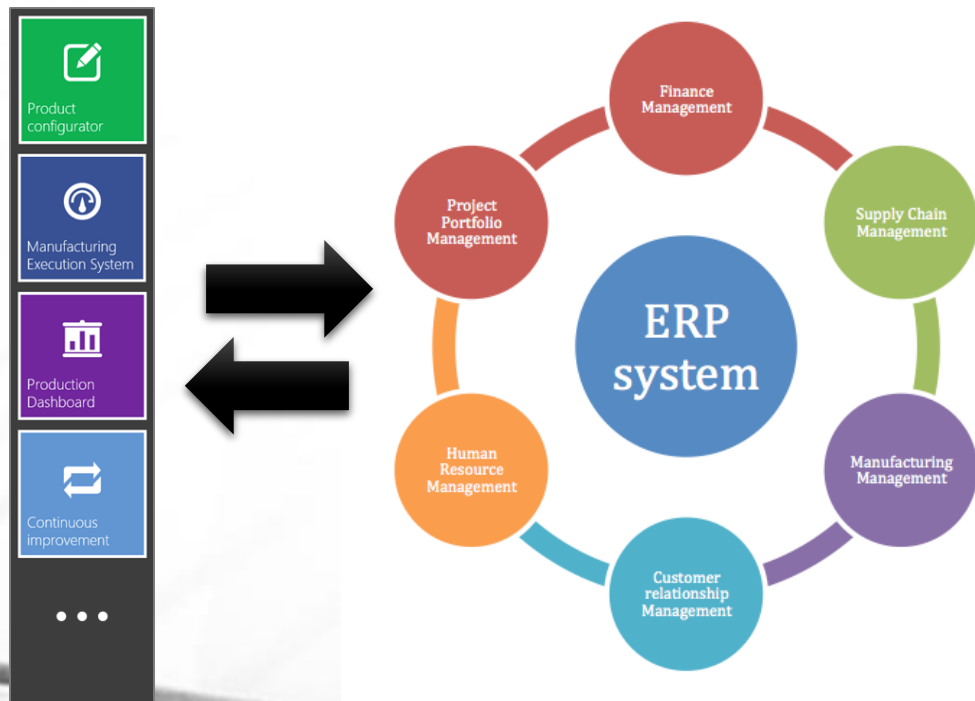 Product
configurator
Manufacturing
Execution System
Production
Dashboard
Continuous
improvement
Finance
Management
Project
Portfolio
Management
Supply Chain
Management
ERP
system
Human
Resource
Management
Manufacturing
Management
Customer
relationship
Management